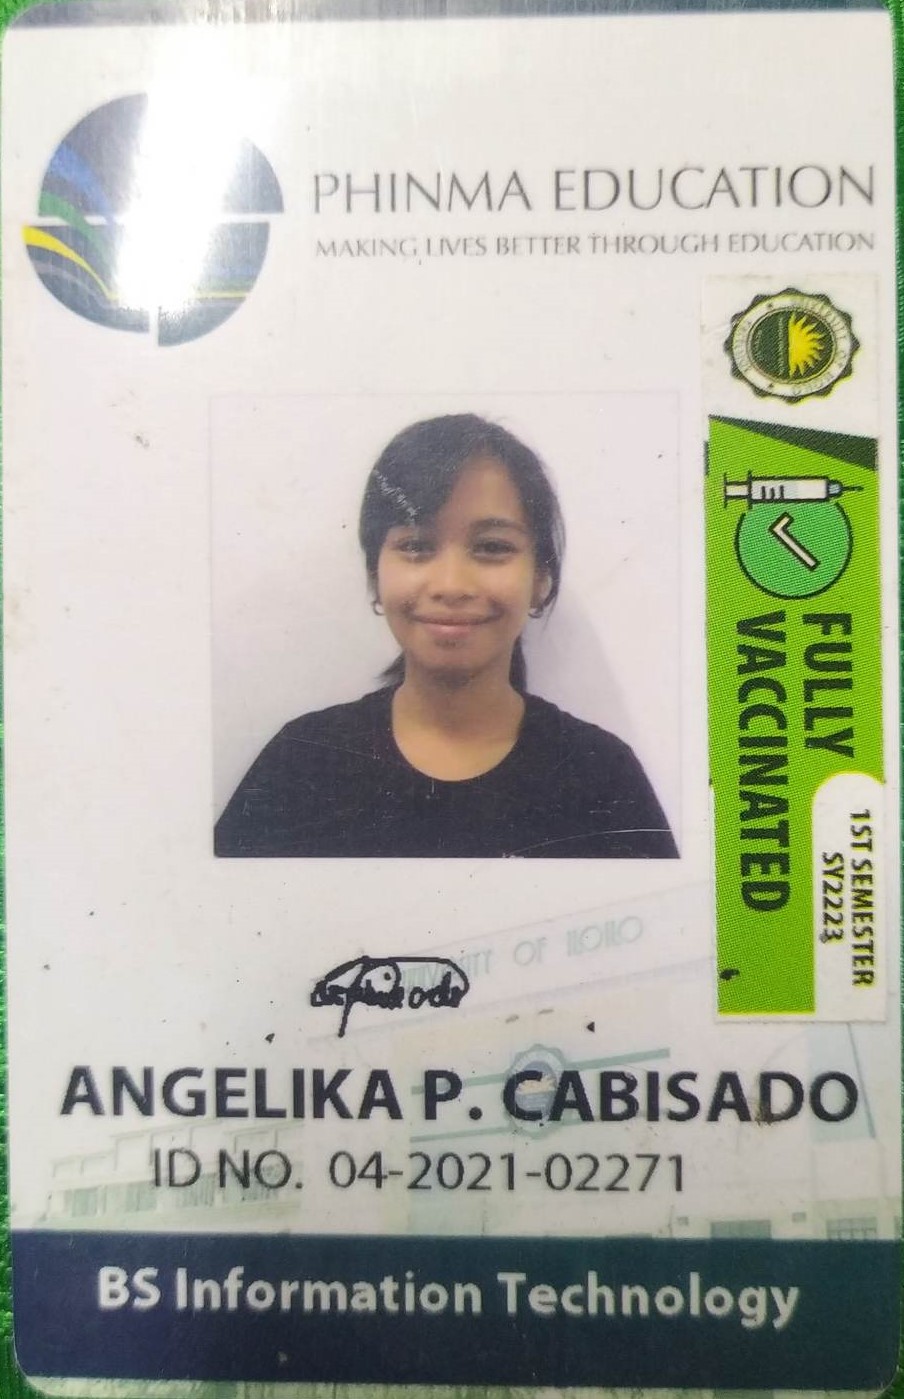 PHINMA EDUCATION
MAKING LIVES BETTER THROUGH EDUCATION
FULLY
VACCINATED
1ST SEMESTER
SY2223
OF ILOILO
ANGELIKA P. CABISADO
ID NO. 04-2021-02271
BS Information Technology